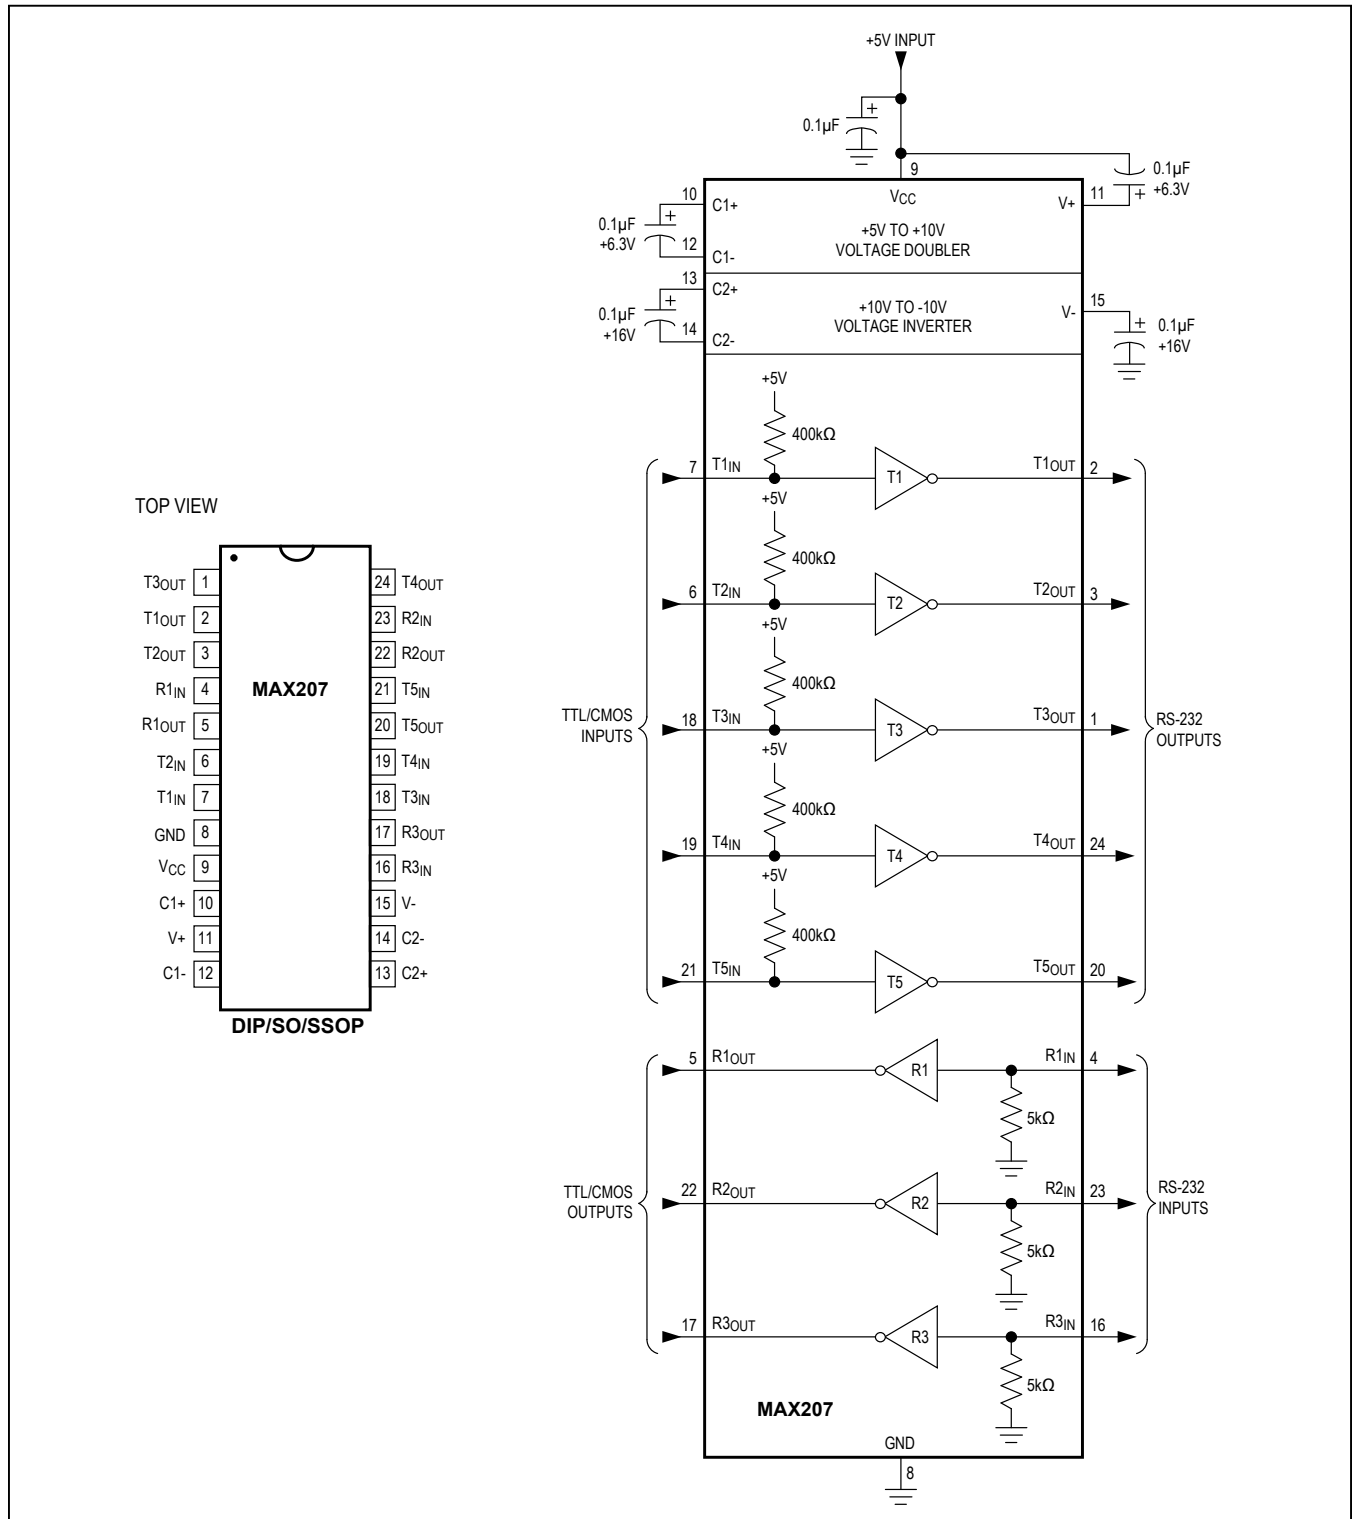 TOP VIEW
T3OUT 1
T1OUT 2
T2OUT 3
R1IN 4
R1OUT 5
T2IN 6
T1IN 7
GND 8
VCC 9
C1+ 10
V+ 11
C1- 12
MAX207
24 T4OUT
23 R2IN
22 R2OUT
21 T5IN
20 T5OUT
19 T4IN
18 T3IN
17 R3OUT
16 R3IN
15 V-
14 C2-
13 C2+
DIP/SO/SSOP
+5V INPUT
0.1µF
+
9
VCC
0.1µF
+6.3V
+
10 C1+
0.1µF
+6.3V
+
12
C1-
+5V TO +10V
VOLTAGE DOUBLER
V+ 11
13
C2+
0.1µF
+16V
+
14
C2-
+10V TO -10V
VOLTAGE INVERTER
V- 15
+
0.1µF
+16V
+5V
400kΩ
7 T1IN T1 T1OUT 2
+5V
400kΩ
6 T2IN T2 T2OUT 3
+5V
400kΩ
TTL/CMOS
INPUTS
18 T3IN T3 T3OUT 1
RS-232
OUTPUTS
+5V
400kΩ
19 T4IN T4 T4OUT 24
+5V
400kΩ
21 T5IN T5 T5OUT 20
5 R1OUT R1 R1IN 4
5kΩ
TTL/CMOS
OUTPUTS
22 R2OUT R2 R2IN 23
RS-232
INPUTS
5kΩ
17 R3OUT R3 R3IN 16
5kΩ
MAX207
GND
8